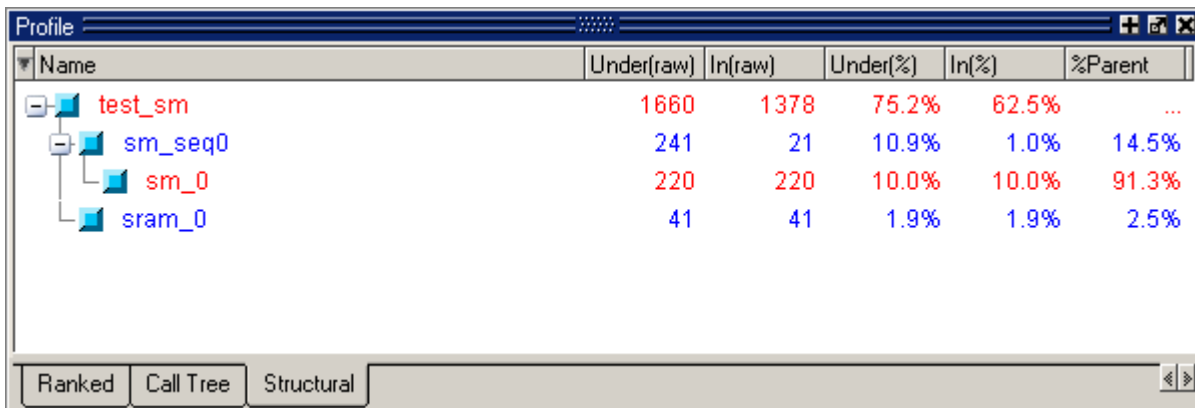 Profile
Name Under(raw) In(raw) Under(%) In(%) %Parent
test_sm 1660 1378 75.2% 62.5% ...
sm_seq0 241 21 10.9% 1.0% 14.5%
sm_0 220 220 10.0% 10.0% 91.3%
sram_0 41 41 1.9% 1.9% 2.5%
Ranked Call Tree Structural